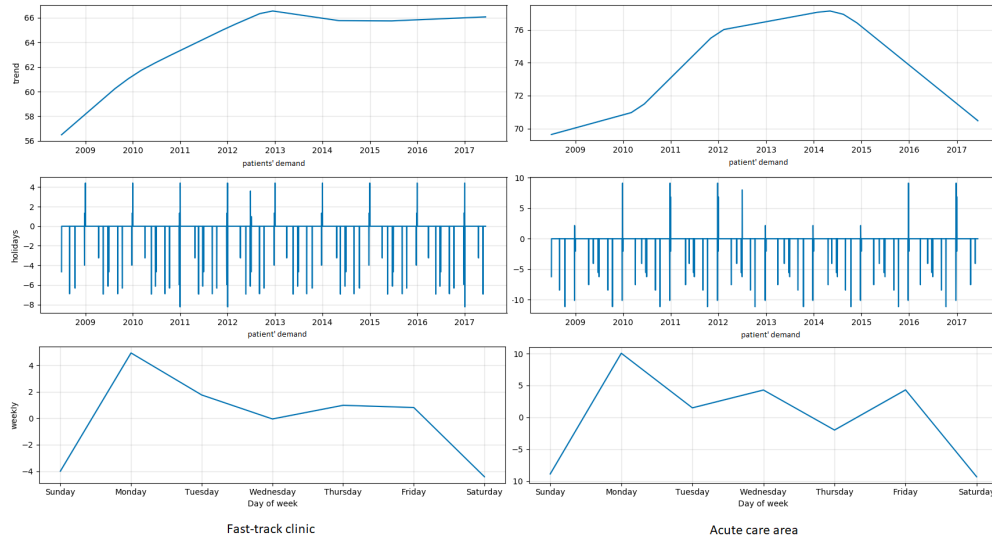 66
64
62
60
58
56
trend
2009 2010 2011 2012 2013 2014 2015 2016 2017
patients' demand
76
74
72
70
2009 2010 2011 2012 2013 2014 2015 2016 2017
patient' demand
4
2
0
−2
−4
−6
−8
holidays
2009 2010 2011 2012 2013 2014 2015 2016 2017
patient' demand
10
5
0
−5
−10
2009 2010 2011 2012 2013 2014 2015 2016 2017
patient' demand
4
2
0
−2
−4
weekly
Sunday Monday Tuesday Wednesday Thursday Friday Saturday
Day of week
10
5
0
−5
−10
Sunday Monday Tuesday Wednesday Thursday Friday Saturday
Day of week
Fast-track clinic
Acute care area